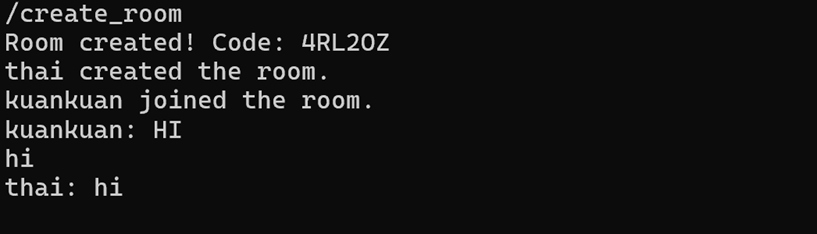 /create_room
Room created! Code: 4RL2OZ
thai created the room.
kuankuan joined the room.
kuankuan: HI
hi
thai: hi